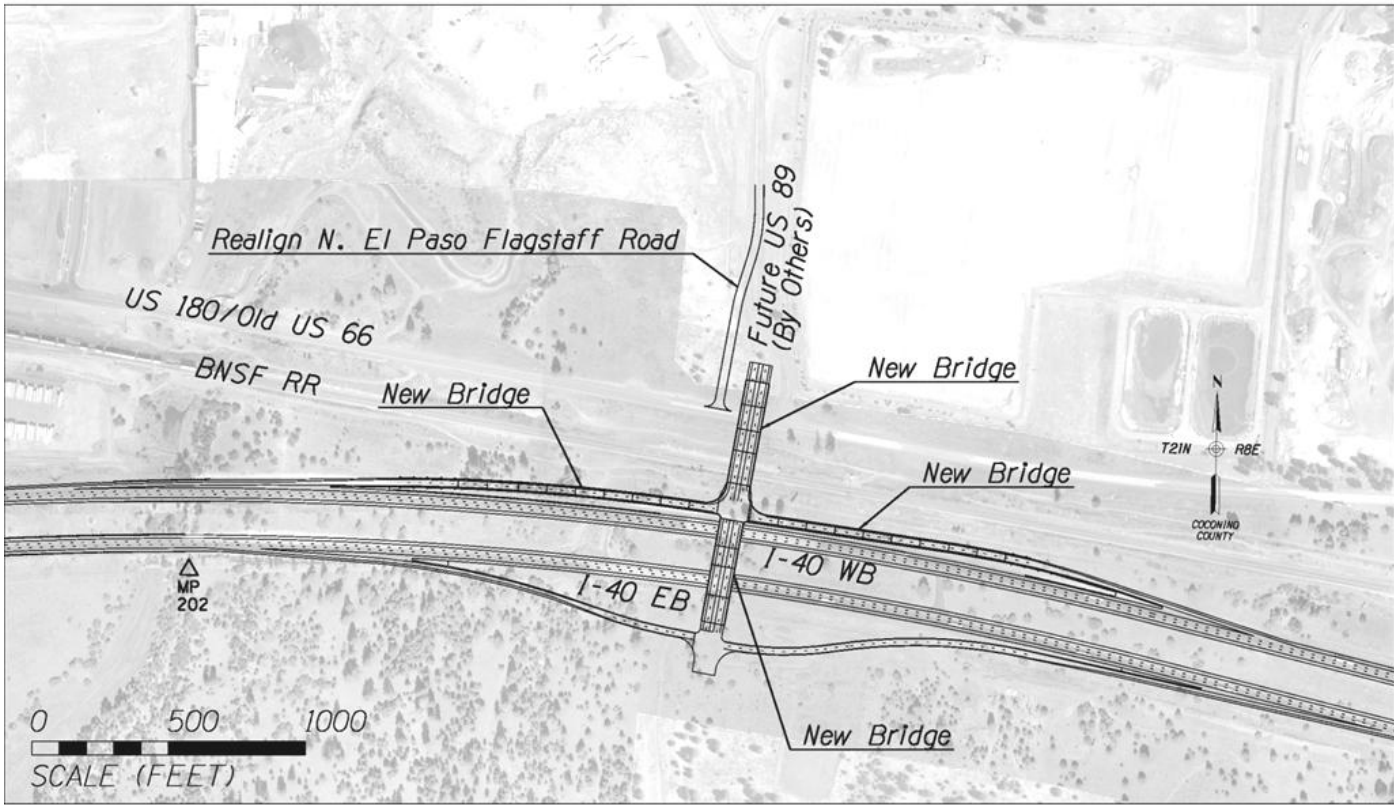 Realign N. El Paso Flagstaff Road
Future US 89
(By Others)
US 180/Old US 66
BNSF RR
New Bridge
New Bridge
New Bridge
N
T21N R8E
COCONINO
COUNTY
I-40 WB
I-40 EB
MP
202
New Bridge
0 500 1000
SCALE (FEET)